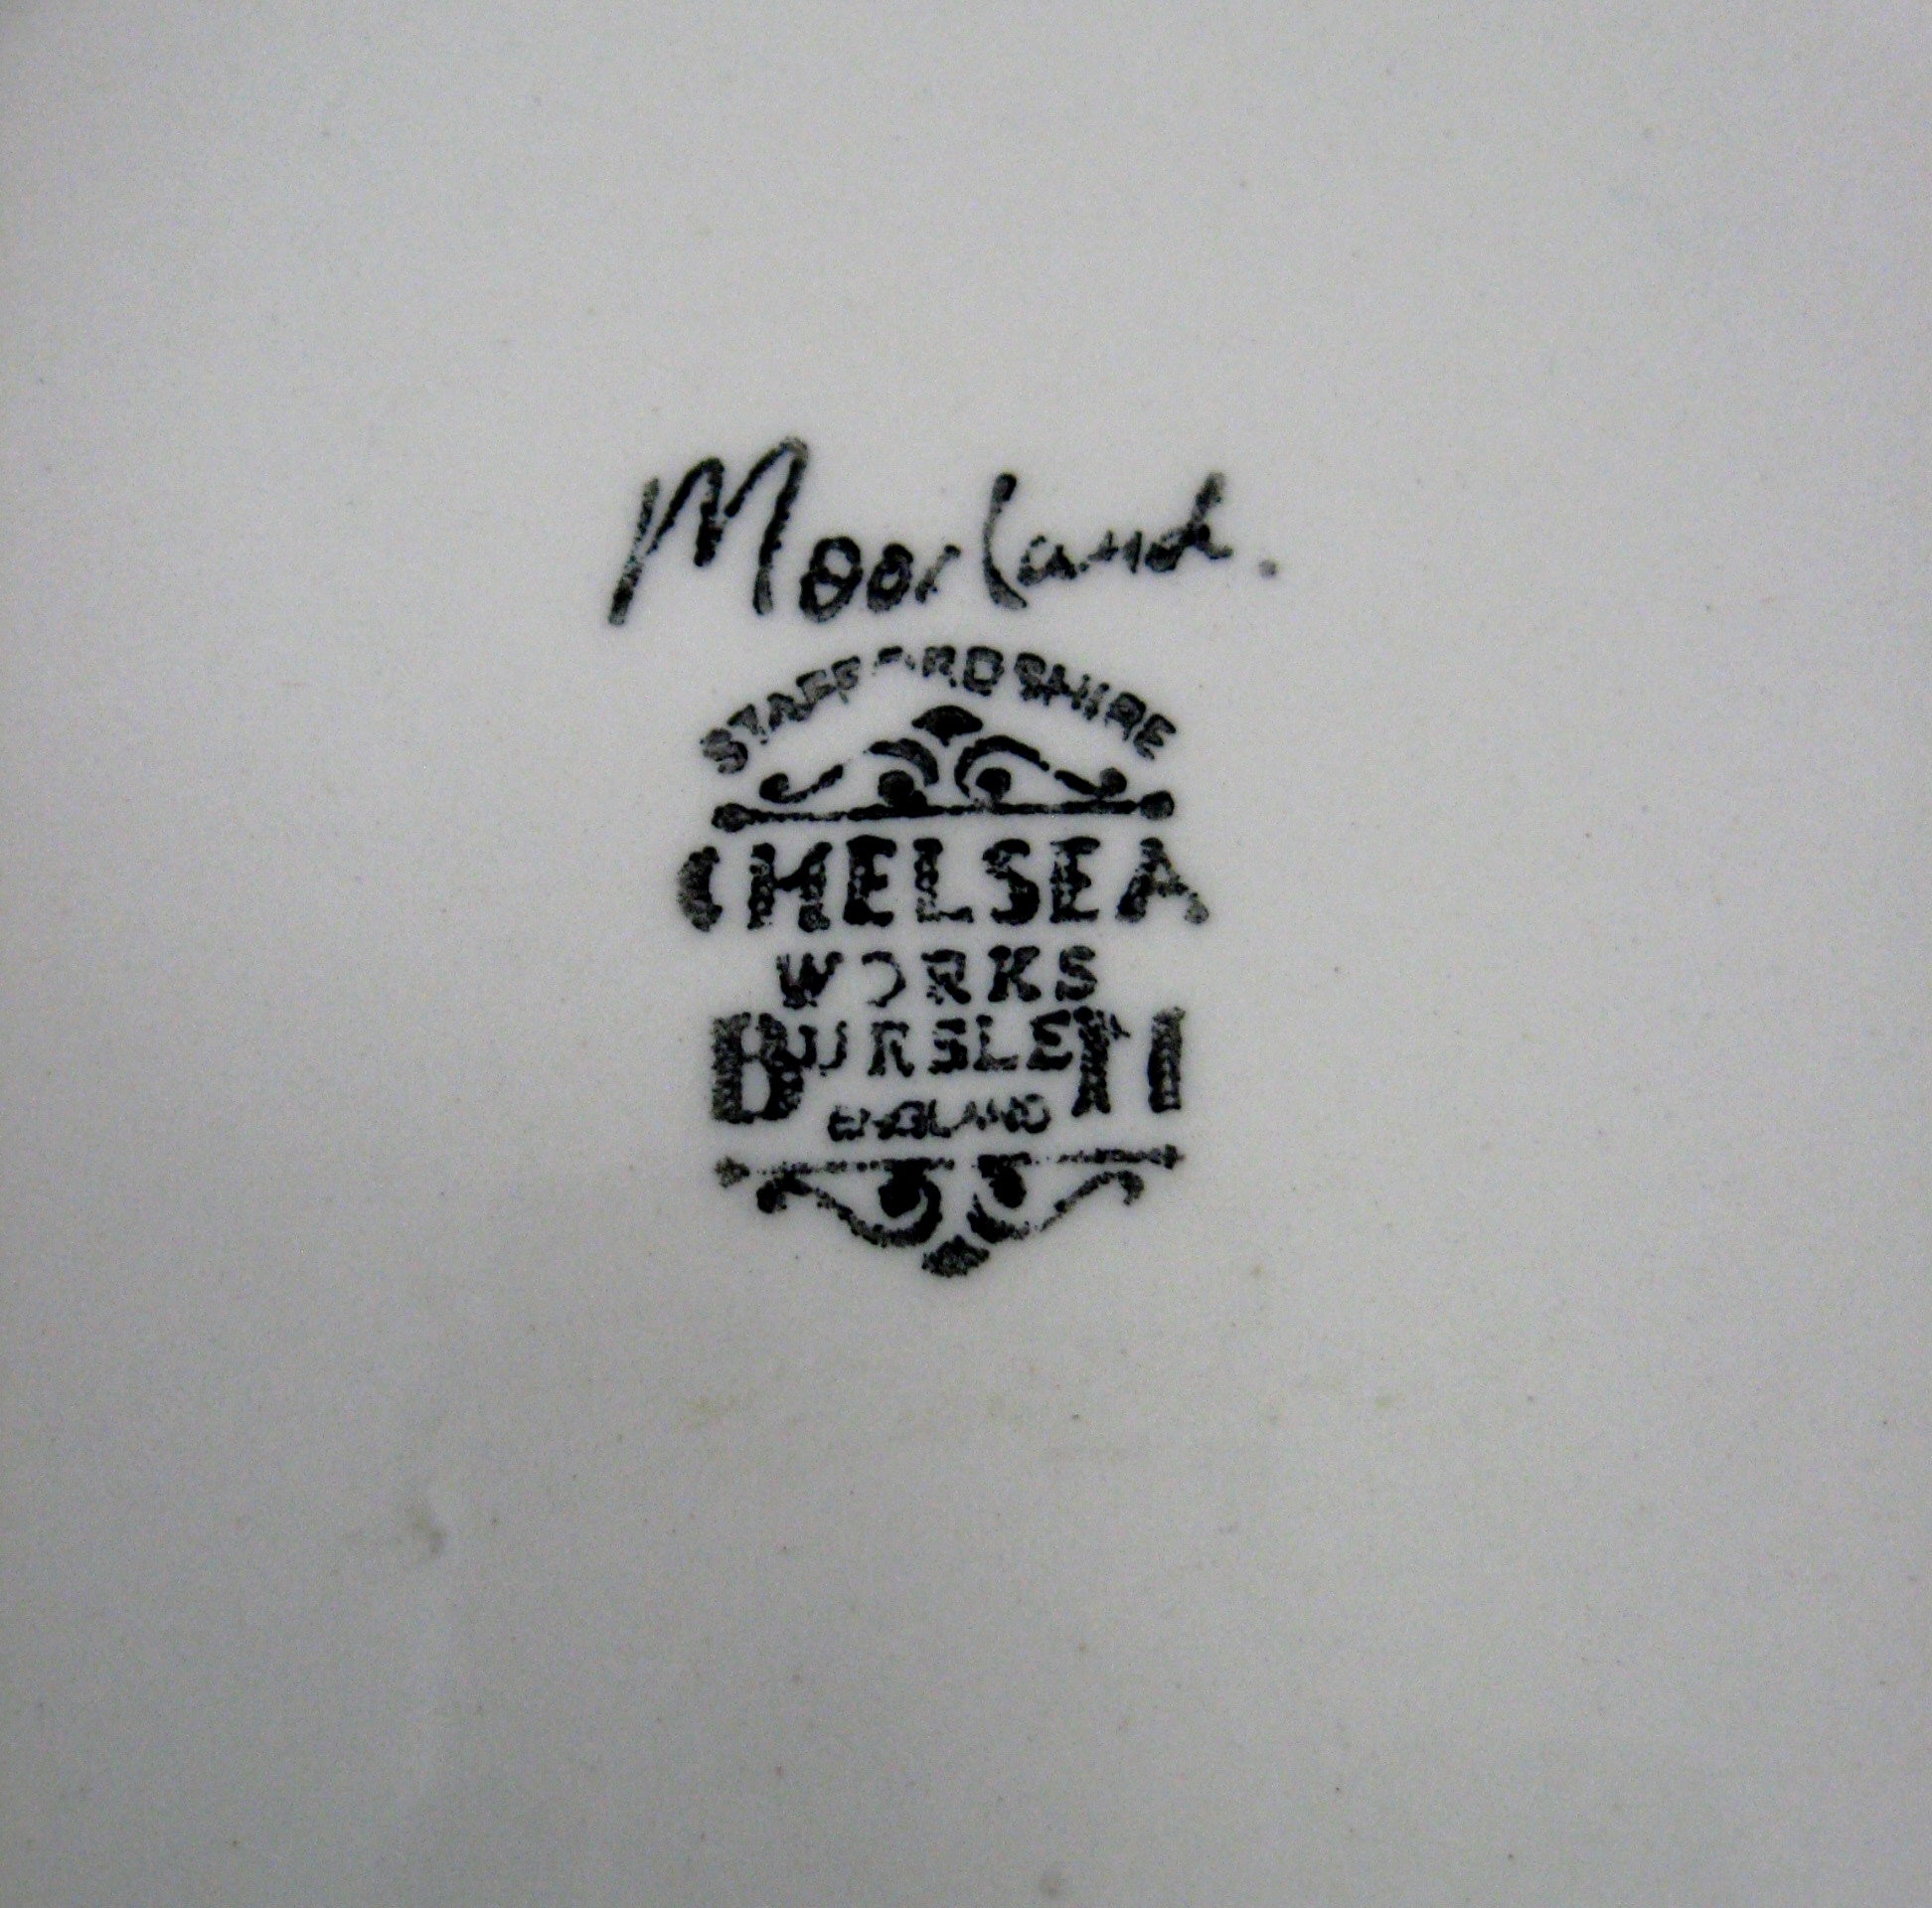 Moorland.
STAFFORDSHIRE
CHELSEA
WORKS
BURSLEM
ENGLAND